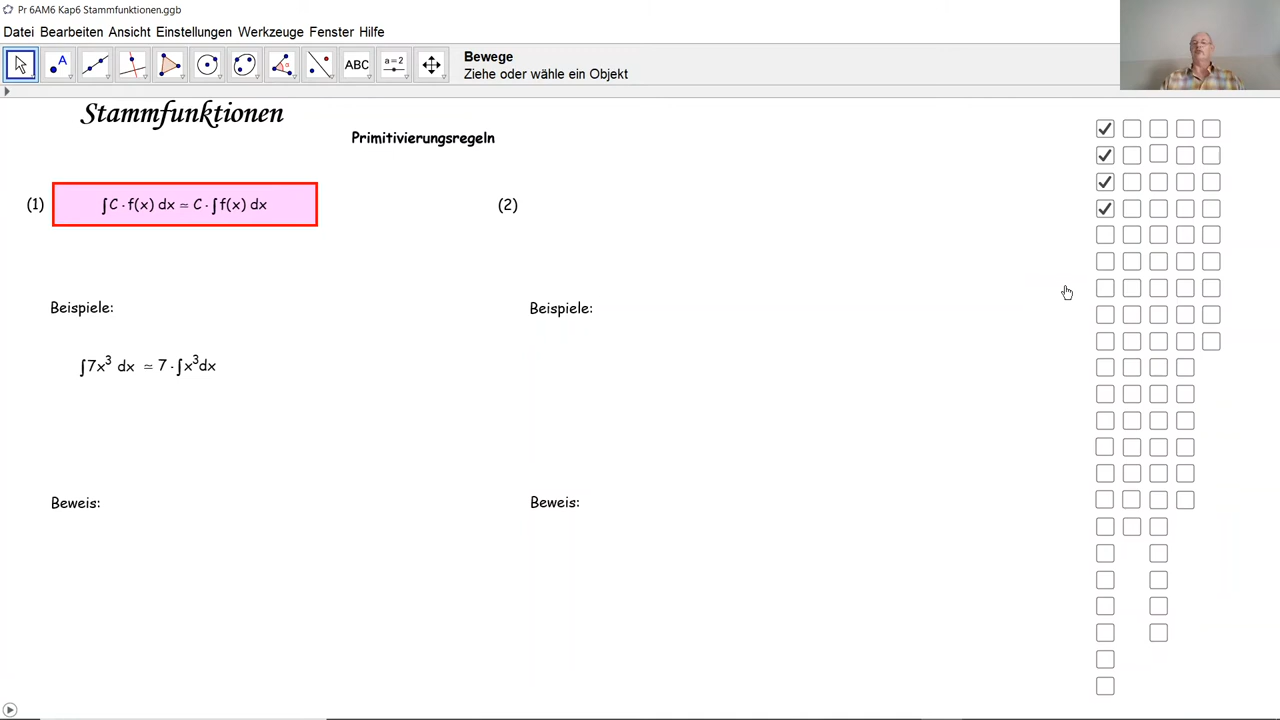 Pr 6AM6 Kap6 Stammfunktionen.ggb
Datei Bearbeiten Ansicht Einstellungen Werkzeuge Fenster Hilfe
A
ABC
a=2
Bewege
Ziehe oder wähle ein Objekt
Stammfunktionen
Primitivierungsregeln
(1) ∫C · f(x) dx ≃ C · ∫f(x) dx (2)
Beispiele: Beispiele:
∫7x³ dx ≃ 7 · ∫x³dx
Beweis: Beweis: